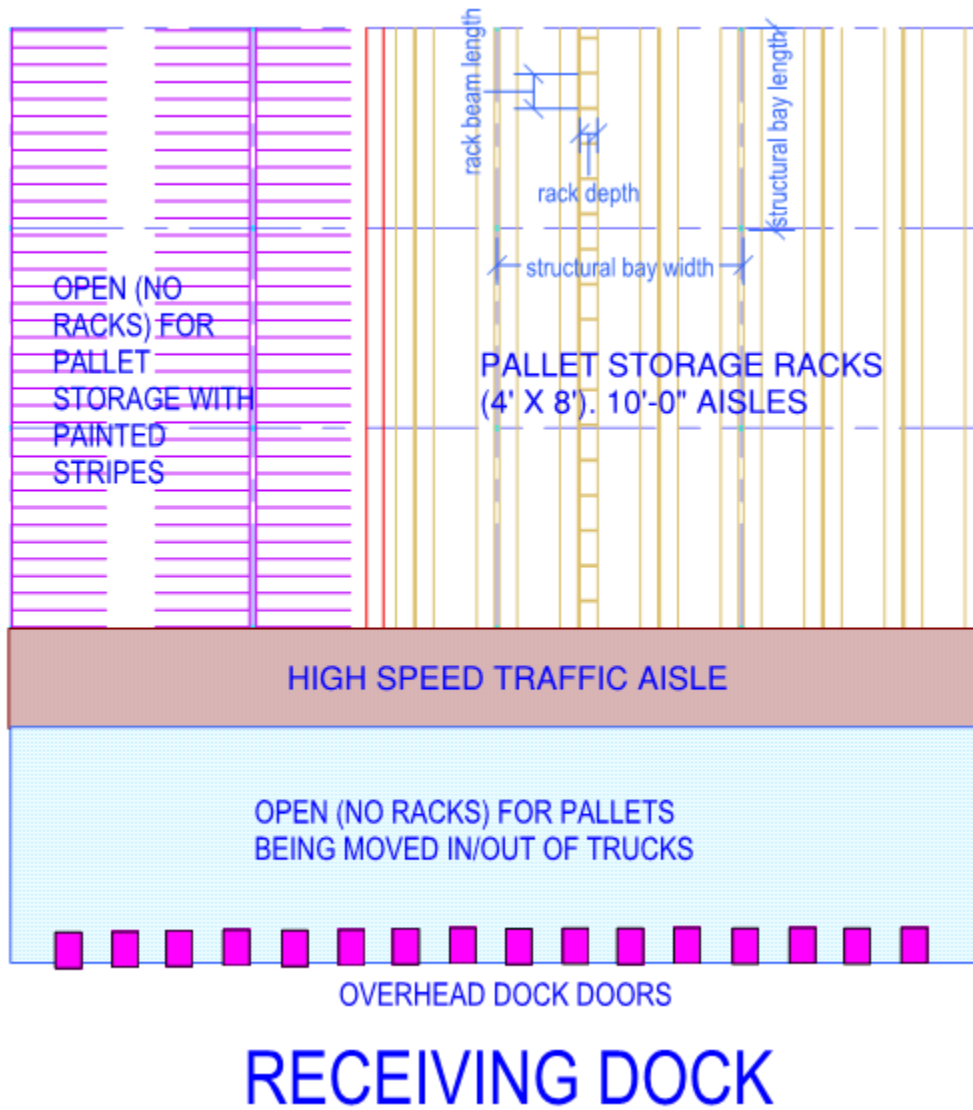 rack beam length
structural bay length
rack depth
structural bay width
OPEN (NO
RACKS) FOR
PALLET
STORAGE WITH
PAINTED
STRIPES
PALLET STORAGE RACKS
(4' X 8'). 10'-0" AISLES
HIGH SPEED TRAFFIC AISLE
OPEN (NO RACKS) FOR PALLETS
BEING MOVED IN/OUT OF TRUCKS
OVERHEAD DOCK DOORS
RECEIVING DOCK